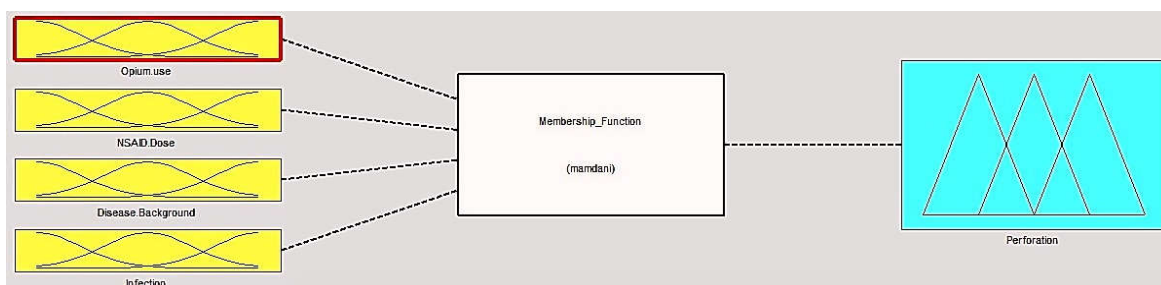 Opium.use
NSAID.Dose
Disease.Background
Infection
Membership_Function
(mamdani)
Perforation